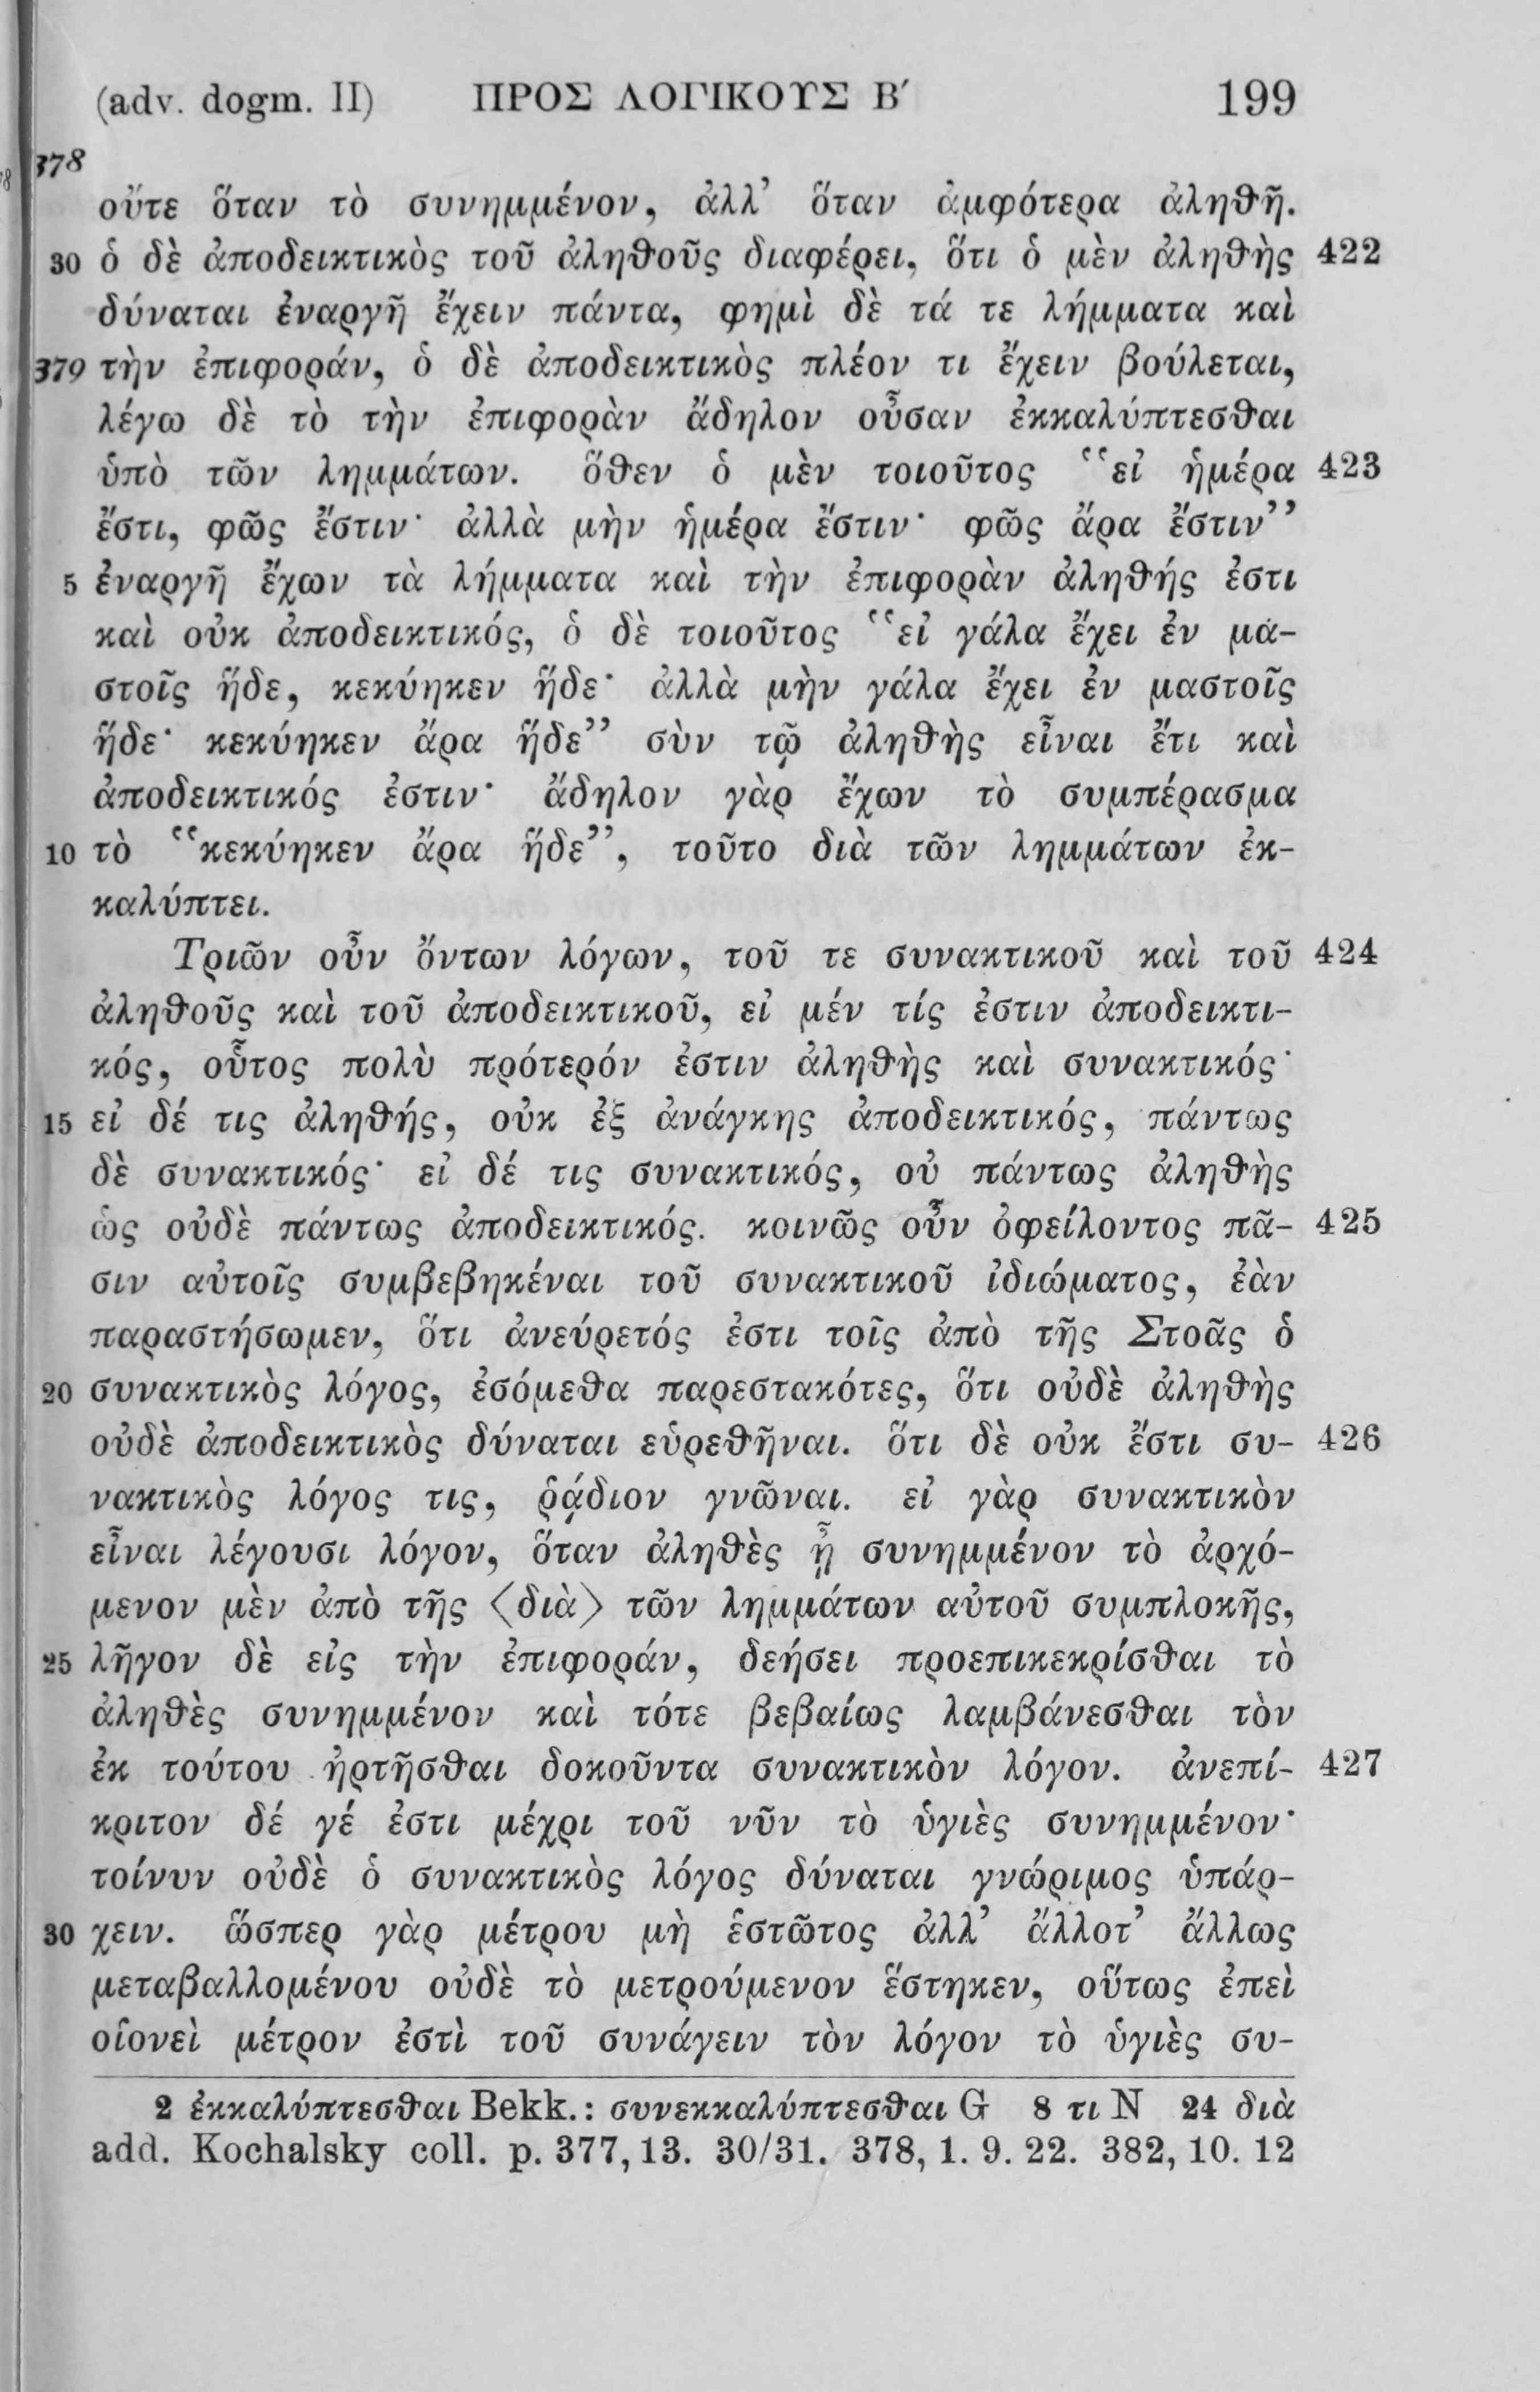 (adv. dogm. II) ΠΡΟΣ ΛΟΓΙΚΟΥΣ Β′ 199
378
οὔτε ὅταν τὸ συνημμένον, ἀλλ’ ὅταν ἀμφότερα ἀληθῆ.
30 ὁ δὲ ἀποδεικτικὸς τοῦ ἀληθοῦς διαφέρει, ὅτι ὁ μὲν ἀληθὴς 422
δύναται ἐναργῆ ἔχειν πάντα, φημὶ δὲ τά τε λήμματα καὶ
379 τὴν ἐπιφοράν, ὁ δὲ ἀποδεικτικὸς πλέον τι ἔχειν βούλεται,
λέγω δὲ τὸ τὴν ἐπιφορὰν ἄδηλον οὖσαν ἐκκαλύπτεσθαι
ὑπὸ τῶν λημμάτων. ὅθεν ὁ μὲν τοιοῦτος “εἰ ἡμέρα 423
ἔστι, φῶς ἔστιν· ἀλλὰ μὴν ἡμέρα ἔστιν· φῶς ἄρα ἔστιν”
5 ἐναργῆ ἔχων τὰ λήμματα καὶ τὴν ἐπιφορὰν ἀληθής ἐστι
καὶ οὐκ ἀποδεικτικός, ὁ δὲ τοιοῦτος “εἰ γάλα ἔχει ἐν μα-
στοῖς ἥδε, κεκύηκεν ἥδε· ἀλλὰ μὴν γάλα ἔχει ἐν μαστοῖς
ἥδε· κεκύηκεν ἄρα ἥδε” σὺν τῷ ἀληθὴς εἶναι ἔτι καὶ
ἀποδεικτικός ἐστιν· ἄδηλον γὰρ ἔχων τὸ συμπέρασμα
10 τὸ “κεκύηκεν ἄρα ἥδε”, τοῦτο διὰ τῶν λημμάτων ἐκ-
καλύπτει.
Τριῶν οὖν ὄντων λόγων, τοῦ τε συνακτικοῦ καὶ τοῦ 424
ἀληθοῦς καὶ τοῦ ἀποδεικτικοῦ, εἰ μέν τίς ἐστιν ἀποδεικτι-
κός, οὗτος πολὺ πρότερόν ἐστιν ἀληθὴς καὶ συνακτικός·
15 εἰ δέ τις ἀληθής, οὐκ ἐξ ἀνάγκης ἀποδεικτικός, πάντως
δὲ συνακτικός· εἰ δέ τις συνακτικός, οὐ πάντως ἀληθὴς
ὡς οὐδὲ πάντως ἀποδεικτικός. κοινῶς οὖν ὀφείλοντος πᾶ- 425
σιν αὐτοῖς συμβεβηκέναι τοῦ συνακτικοῦ ἰδιώματος, ἐὰν
παραστήσωμεν, ὅτι ἀνεύρετός ἐστι τοῖς ἀπὸ τῆς Στοᾶς ὁ
20 συνακτικὸς λόγος, ἐσόμεθα παρεστακότες, ὅτι οὐδὲ ἀληθὴς
οὐδὲ ἀποδεικτικὸς δύναται εὑρεθῆναι. ὅτι δὲ οὐκ ἔστι συ- 426
νακτικὸς λόγος τις, ῥᾴδιον γνῶναι. εἰ γὰρ συνακτικὸν
εἶναι λέγουσι λόγον, ὅταν ἀληθὲς ᾖ συνημμένον τὸ ἀρχό-
μενον μὲν ἀπὸ τῆς ⟨διὰ⟩ τῶν λημμάτων αὐτοῦ συμπλοκῆς,
25 λῆγον δὲ εἰς τὴν ἐπιφοράν, δεήσει προεπικεκρίσθαι τὸ
ἀληθὲς συνημμένον καὶ τότε βεβαίως λαμβάνεσθαι τὸν
ἐκ τούτου ἠρτῆσθαι δοκοῦντα συνακτικὸν λόγον. ἀνεπί- 427
κριτον δέ γέ ἐστι μέχρι τοῦ νῦν τὸ ὑγιὲς συνημμένον·
τοίνυν οὐδὲ ὁ συνακτικὸς λόγος δύναται γνώριμος ὑπάρ-
30 χειν. ὥσπερ γὰρ μέτρου μὴ ἑστῶτος ἀλλ’ ἄλλοτ’ ἄλλως
μεταβαλλομένου οὐδὲ τὸ μετρούμενον ἕστηκεν, οὕτως ἐπεὶ
οἱονεὶ μέτρον ἐστὶ τοῦ συνάγειν τὸν λόγον τὸ ὑγιὲς συ-
2 ἐκκαλύπτεσθαι Bekk.: συνεκκαλύπτεσθαι G 8 τι N 24 διὰ
add. Kochalsky coll. p. 377, 13. 30/31. 378, 1. 9. 22. 382, 10. 12